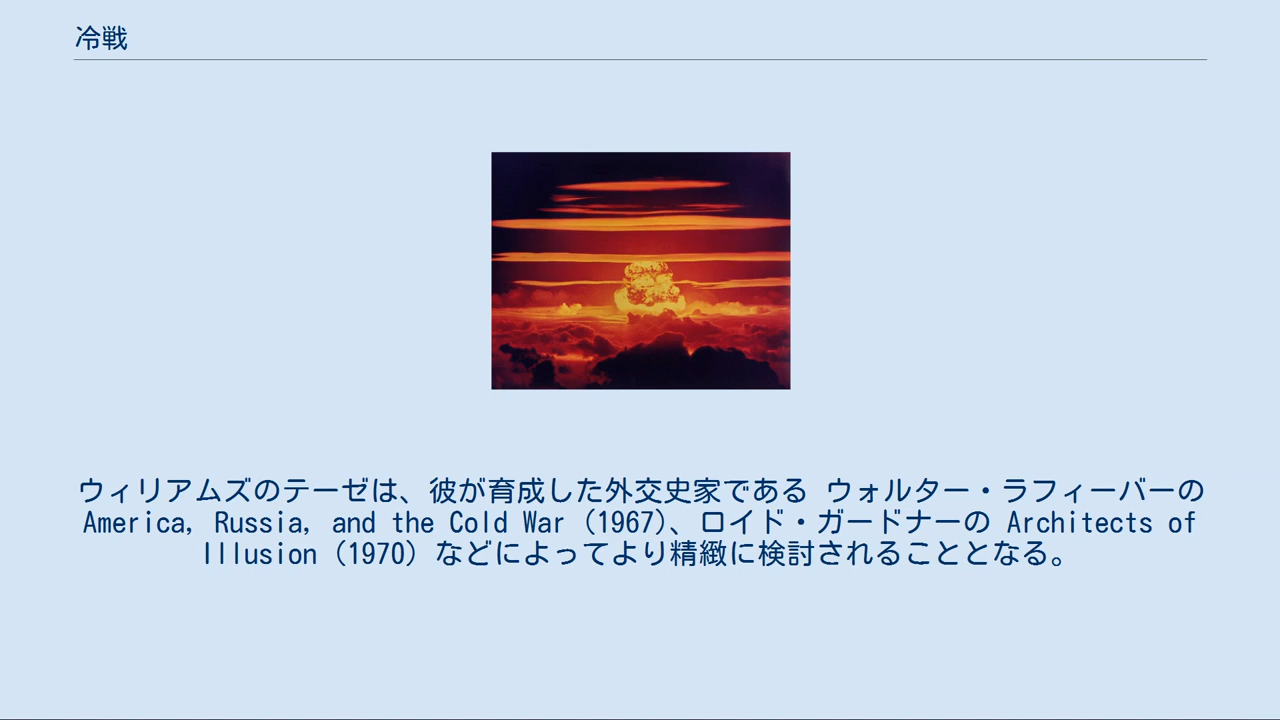 冷戦
ウィリアムズのテーゼは、彼が育成した外交史家である ウォルター・ラフィーバーの
America, Russia, and the Cold War (1967)、ロイド・ガードナーの Architects of
Illusion (1970) などによってより精緻に検討されることとなる。